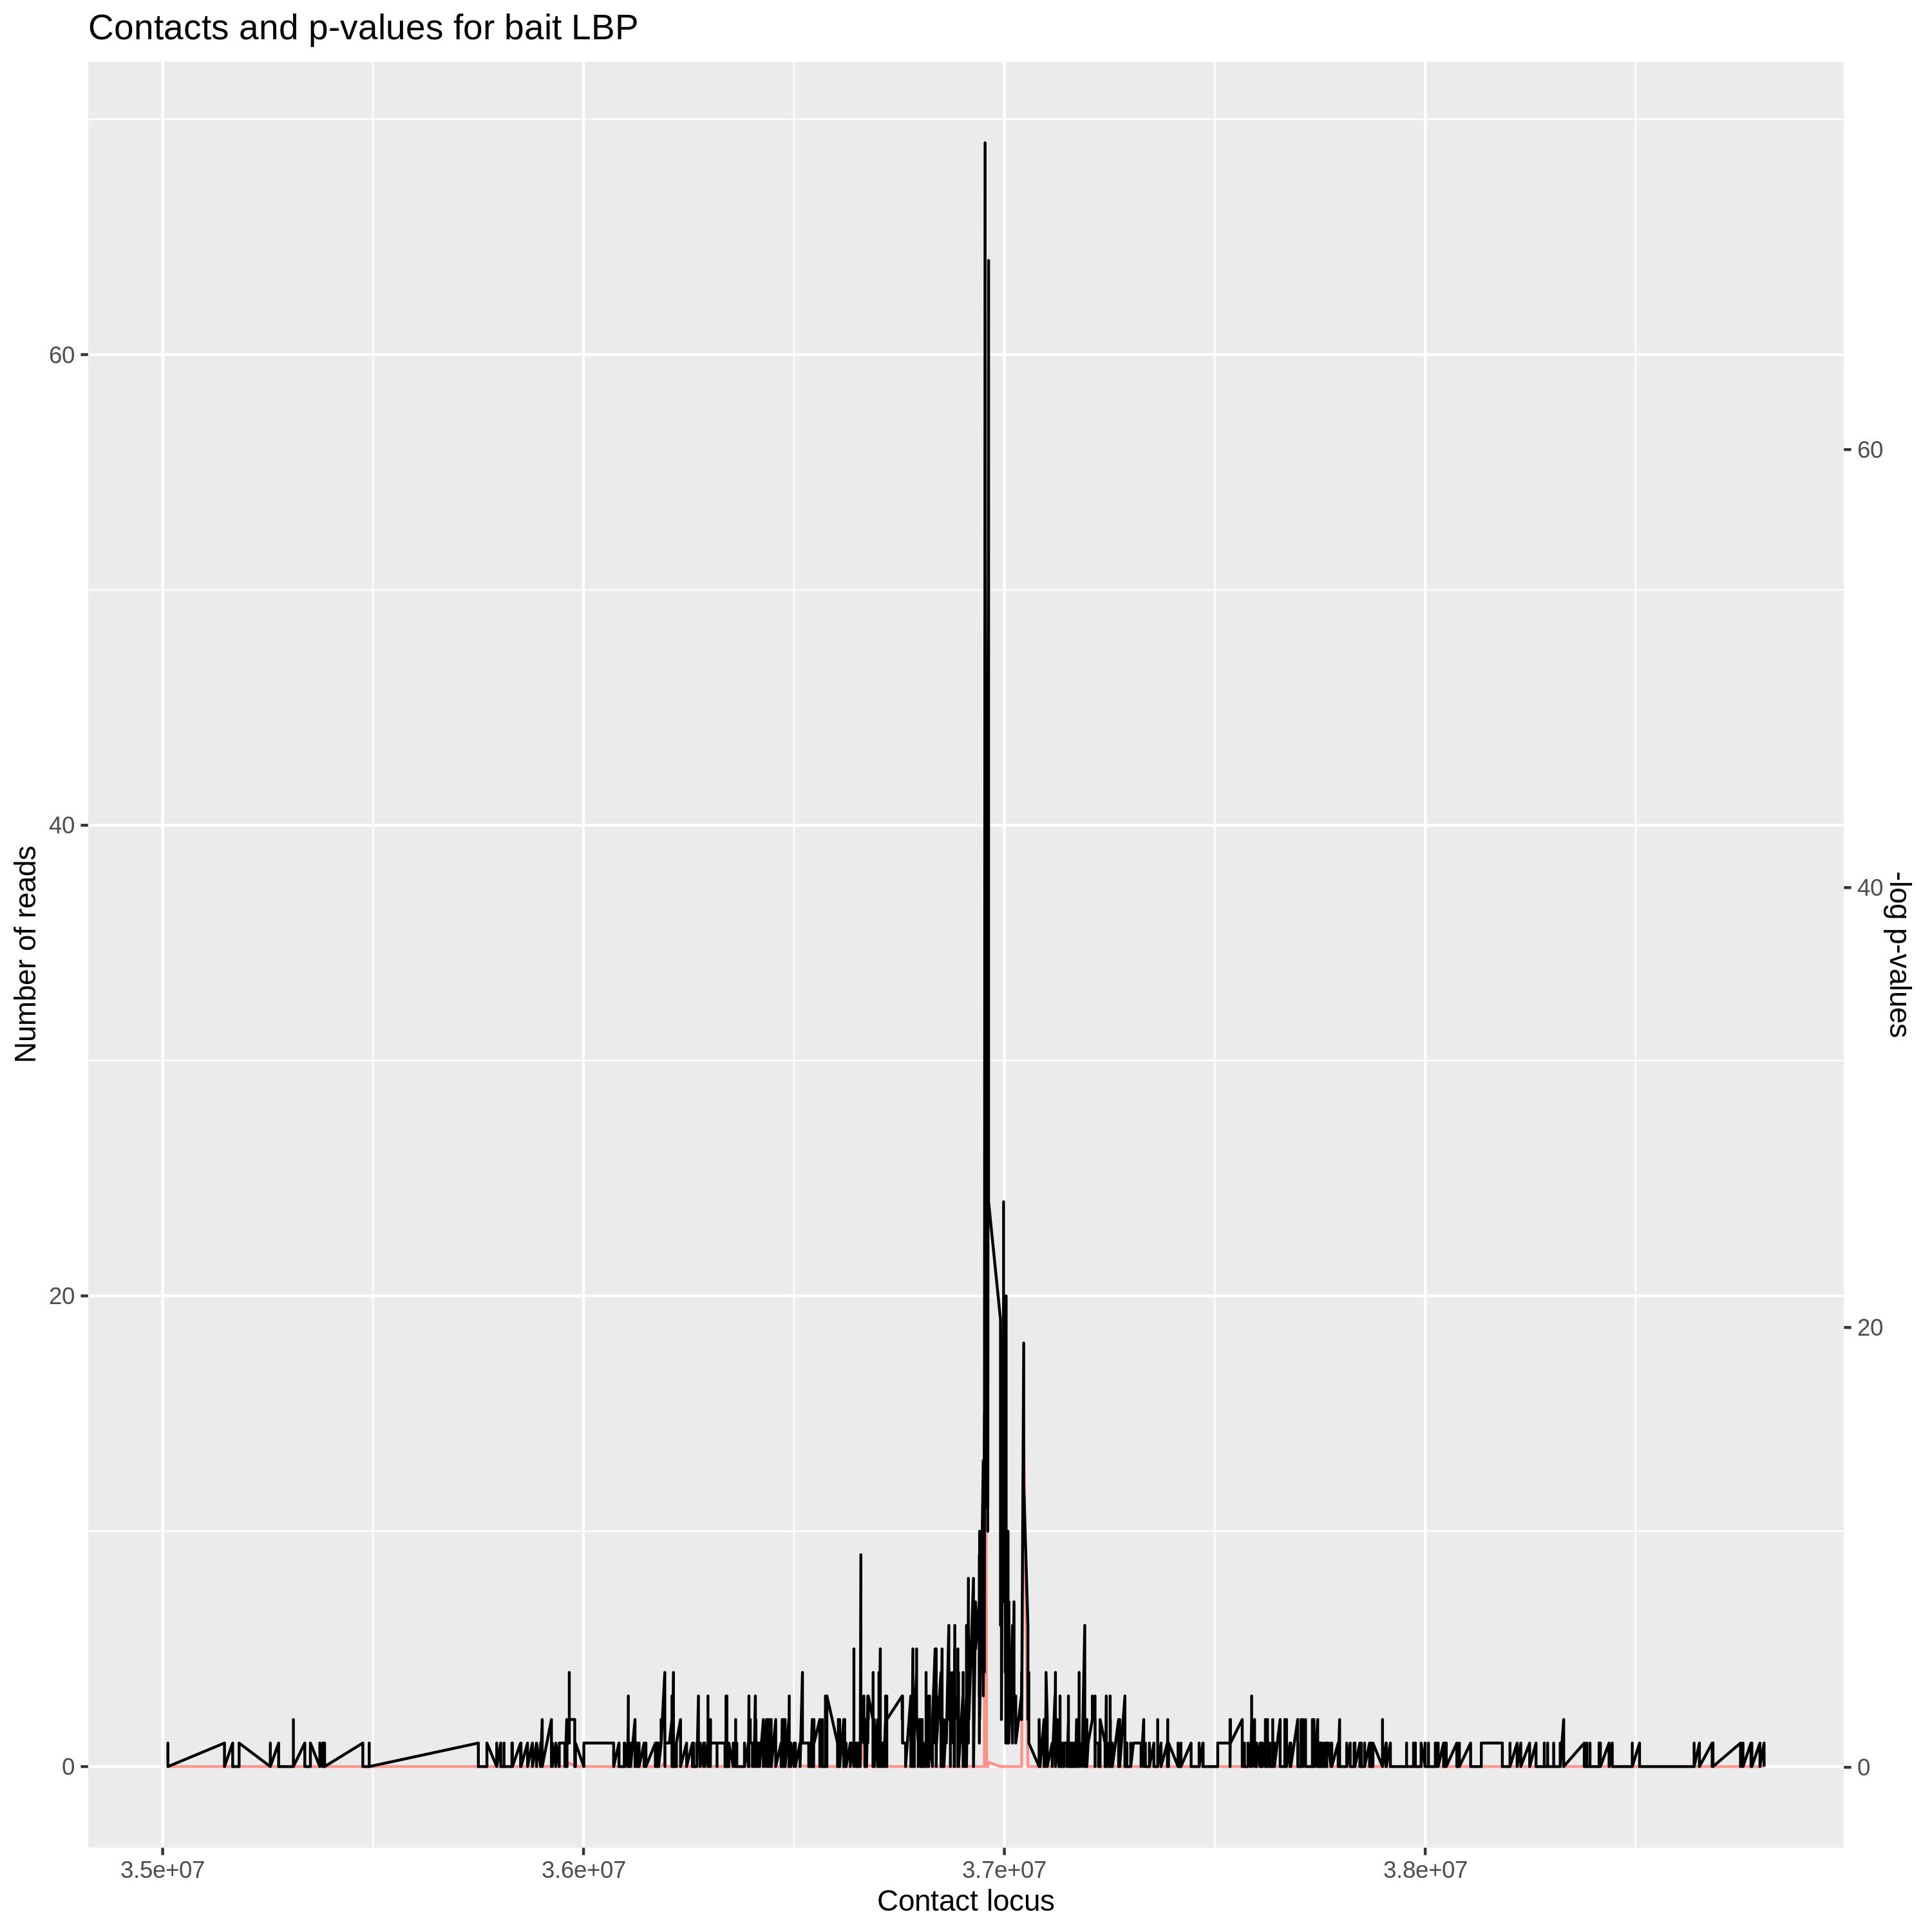 Contacts and p-values for bait LBP
Number of reads
60
40
20
0
60
40
20
0
-log p-values
3.5e+07 3.6e+07 3.7e+07 3.8e+07
Contact locus